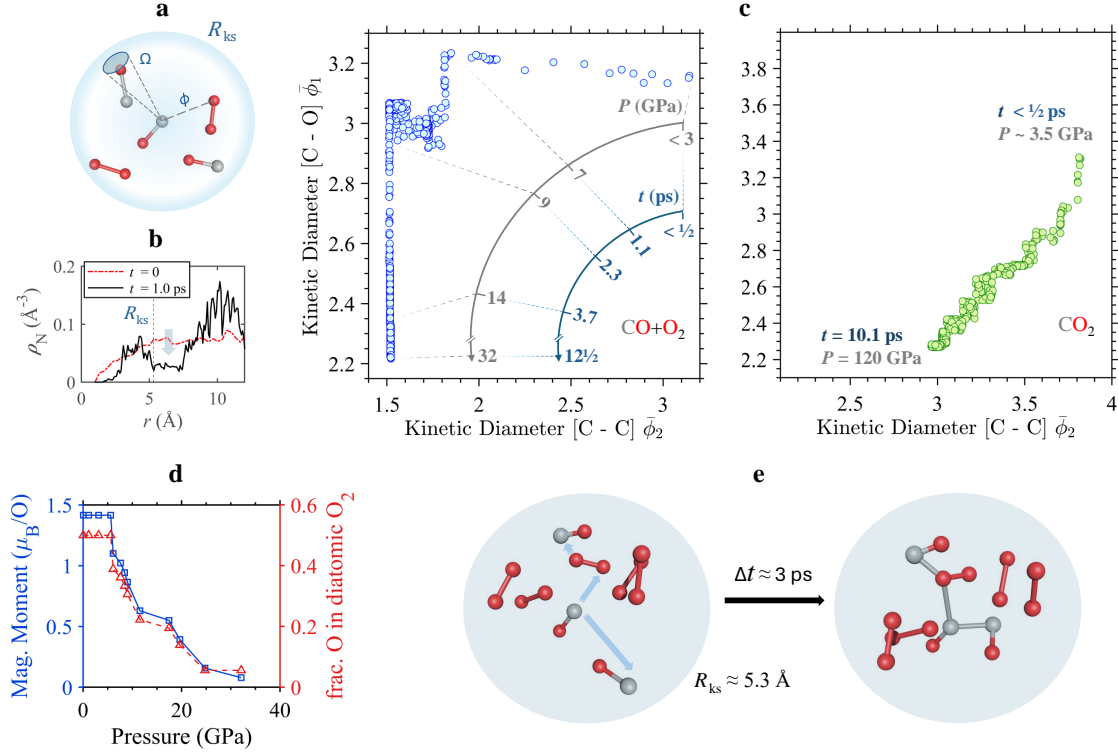 a
R_ks
Ω
ϕ
b
0.2
0.1
0
ρ_N (Å⁻³)
t = 0
t = 1.0 ps
R_ks
0 5 10
r (Å)
c
Kinetic Diameter [C - O] ϕ̄₁
3.2
3
2.8
2.6
2.4
2.2
P (GPa)
< 3
7
9
14
32
t (ps)
< ½
1.1
2.3
3.7
12½
CO+O₂
1.5 2 2.5 3
Kinetic Diameter [C - C] ϕ̄₂
3.8
3.6
3.4
3.2
3
2.8
2.6
2.4
2.2
t < ½ ps
P ~ 3.5 GPa
t = 10.1 ps
P = 120 GPa
CO₂
2.5 3 3.5 4
Kinetic Diameter [C - C] ϕ̄₂
d
Mag. Moment (μ_B/O)
1.5
1
0.5
0
0.6
0.4
0.2
0
frac. O in diatomic O₂
0 20 40
Pressure (GPa)
e
Δt ≈ 3 ps
R_ks ≈ 5.3 Å